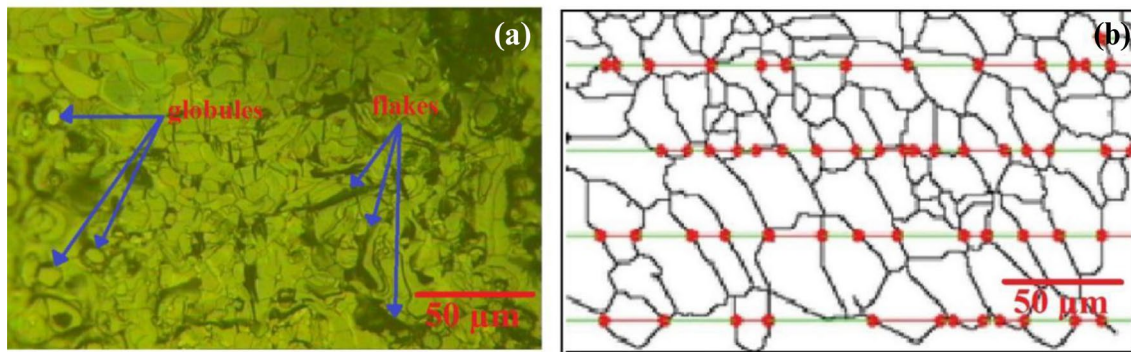 (a)
globules
flakes
50 μm
(b)
50 μm